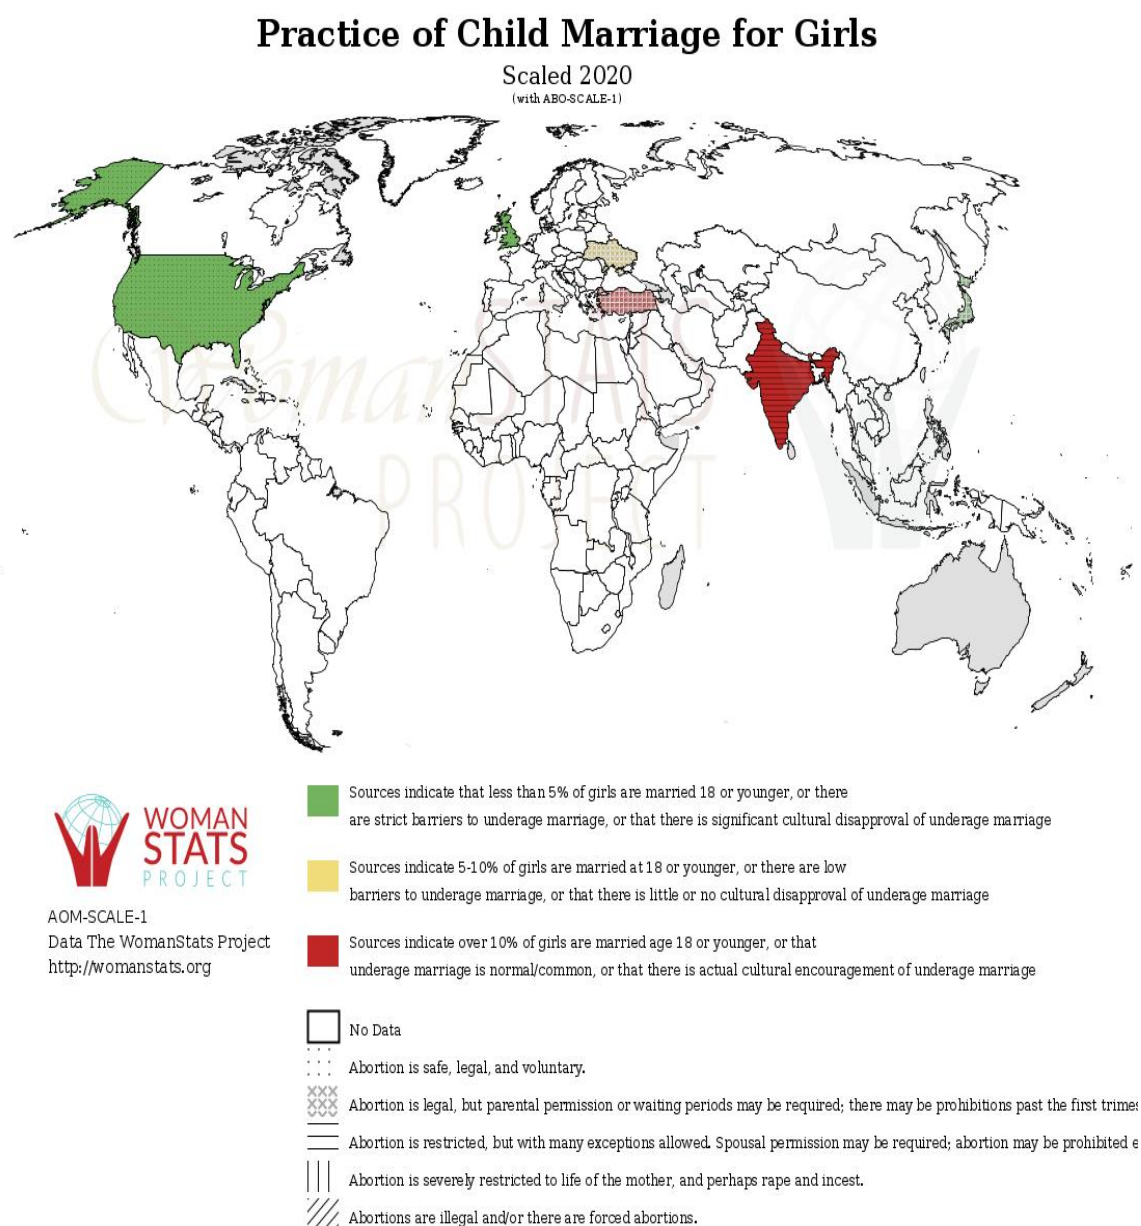 Practice of Child Marriage for Girls
Scaled 2020
(with ABO-SCALE-1)
Woman STATS
PROJECT
Sources indicate that less than 5% of girls are married 18 or younger, or there
are strict barriers to underage marriage, or that there is significant cultural disapproval of underage marriage
WOMAN
STATS
PROJECT
Sources indicate 5-10% of girls are married at 18 or younger, or there are low
barriers to underage marriage, or that there is little or no cultural disapproval of underage marriage
AOM-SCALE-1
Data The WomanStats Project
http://womanstats.org
Sources indicate over 10% of girls are married age 18 or younger, or that
underage marriage is normal/common, or that there is actual cultural encouragement of underage marriage
No Data
Abortion is safe, legal, and voluntary.
Abortion is legal, but parental permission or waiting periods may be required; there may be prohibitions past the first trimes
Abortion is restricted, but with many exceptions allowed. Spousal permission may be required; abortion may be prohibited e
Abortion is severely restricted to life of the mother, and perhaps rape and incest.
Abortions are illegal and/or there are forced abortions.